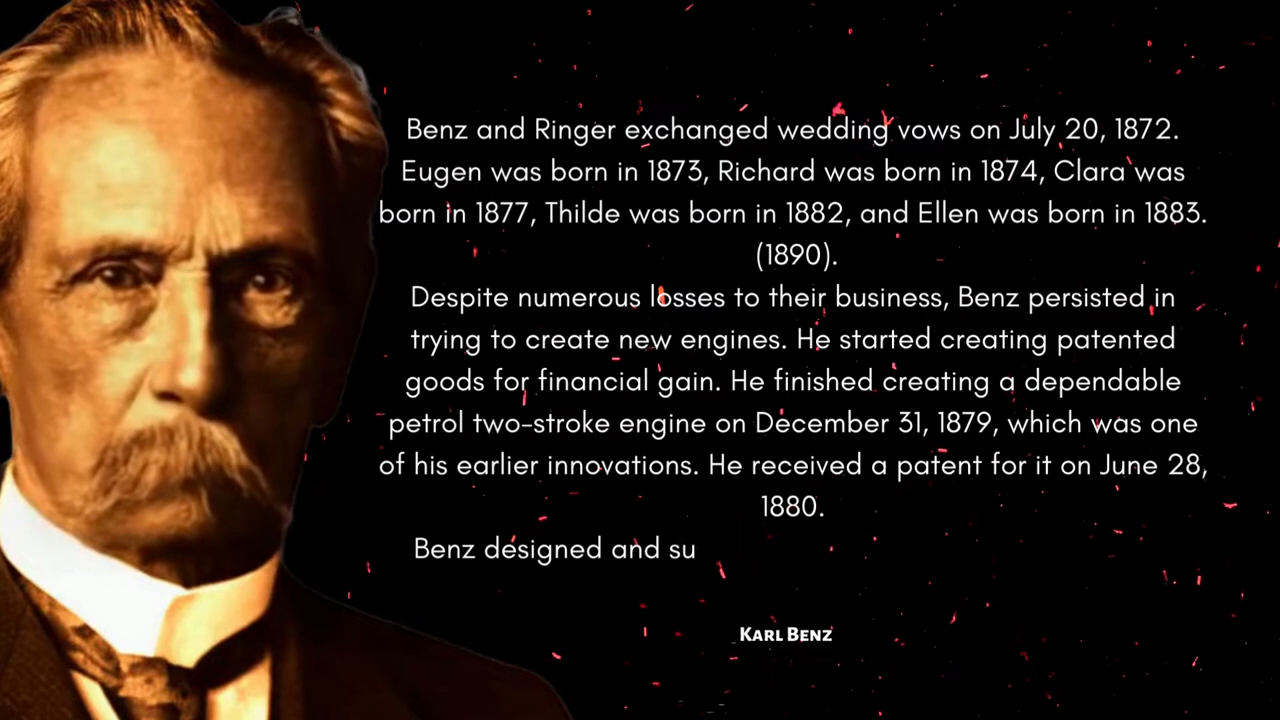 Benz and Ringer exchanged wedding vows on July 20, 1872.
Eugen was born in 1873, Richard was born in 1874, Clara was
born in 1877, Thilde was born in 1882, and Ellen was born in 1883.
(1890).
Despite numerous losses to their business, Benz persisted in
trying to create new engines. He started creating patented
goods for financial gain. He finished creating a dependable
petrol two-stroke engine on December 31, 1879, which was one
of his earlier innovations. He received a patent for it on June 28,
1880.
Benz designed and su
Karl Benz